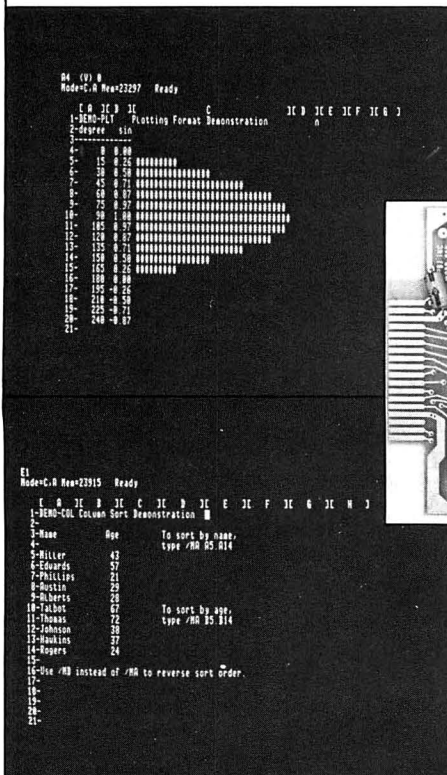 A4 (V) 0
Mode=C,A Mem=23297 Ready
[ A ][ B ][ C ][ D ][ E ][ F ][ G ]
1-DEMO-PLT Plotting Format Demonstration n
2-degree sin
3-----------
4- 0 0.00
5- 15 0.26 #########
6- 30 0.50
7- 45 0.71
8- 60 0.87
9- 75 0.97
10- 90 1.00
11- 105 0.97
12- 120 0.87
13- 135 0.71
14- 150 0.50
15- 165 0.26 #########
16- 180 0.00
17- 195 -0.26
18- 210 -0.50
19- 225 -0.71
20- 240 -0.87
21-
E1
Mode=C,A Mem=23915 Ready
[ A ][ B ][ C ][ D ][ E ][ F ][ G ][ H ]
1-DEMO-COL Column Sort Demonstration
2-
3-Name Age To sort by name,
4- type /MA A5.A14
5-Miller 43
6-Edwards 57
7-Phillips 21
8-Austin 29
9-Alberts 28
10-Talbot 67 To sort by age,
11-Thomas 72 type /MA B5.B14
12-Johnson 38
13-Hawkins 37
14-Rogers 24
15-
16-Use /MD instead of /MA to reverse sort order.
17-
18-
19-
20-
21-